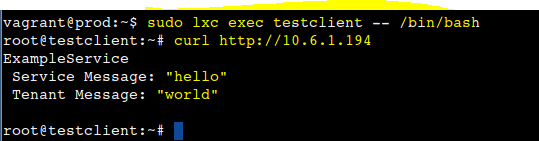 vagrant@prod:~$ sudo lxc exec testclient -- /bin/bash
root@testclient:~# curl http://10.6.1.194
ExampleService
 Service Message: "hello"
 Tenant Message: "world"
root@testclient:~#